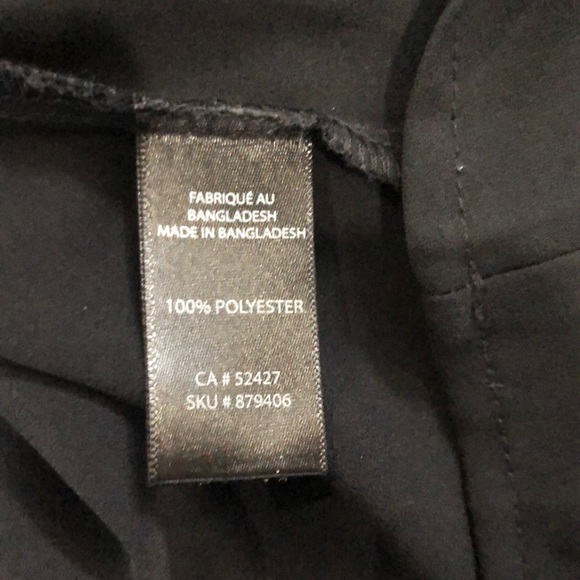 FABRIQUÉ AU
BANGLADESH
MADE IN BANGLADESH
100% POLYESTER
CA # 52427
SKU # 879406